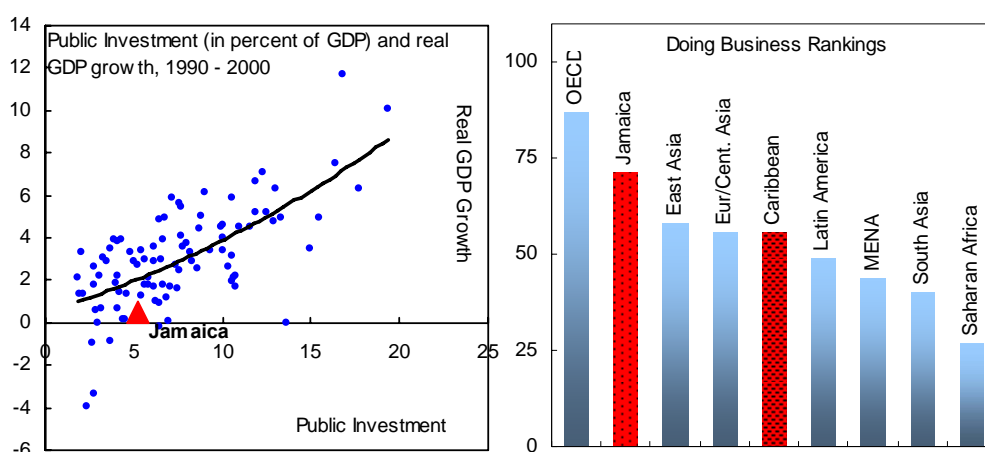 14
12
10
8
6
4
2
0
-2
-4
-6
Public Investment (in percent of GDP) and real
GDP growth, 1990 - 2000
Real GDP Growth
Jamaica
0 5 10 15 20 25
Public Investment
Doing Business Rankings
100
75
50
25
0
OECD
Jamaica
East Asia
Eur/Cent. Asia
Caribbean
Latin America
MENA
South Asia
Saharan Africa